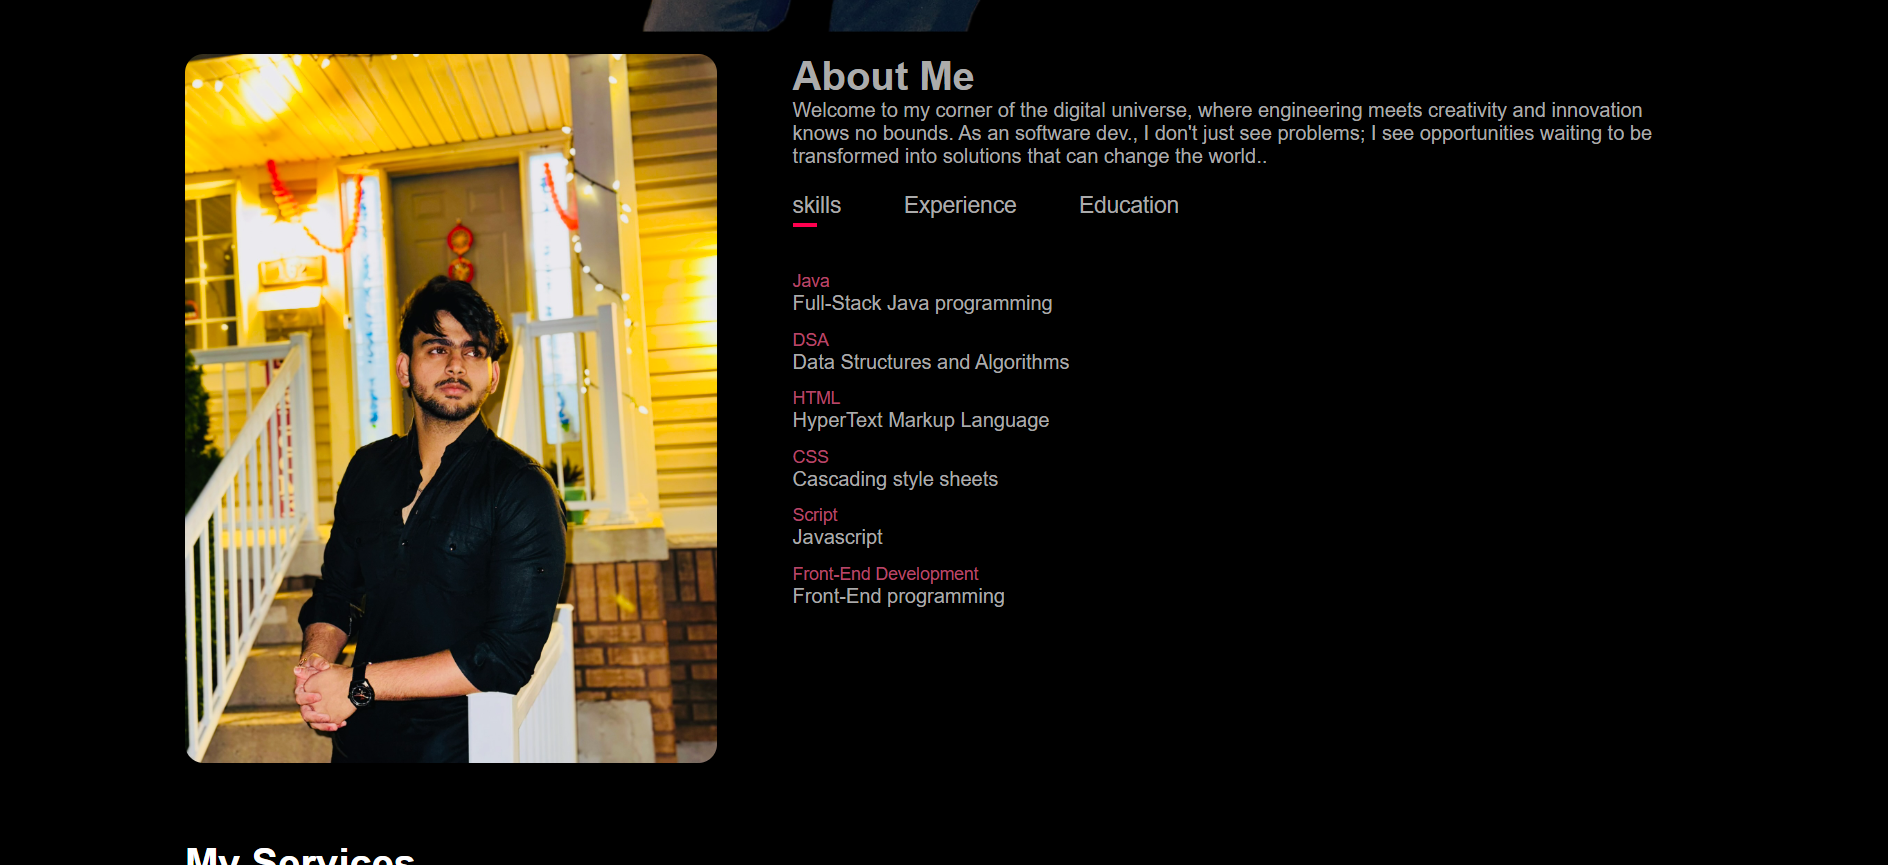 About Me
Welcome to my corner of the digital universe, where engineering meets creativity and innovation
knows no bounds. As an software dev., I don't just see problems; I see opportunities waiting to be
transformed into solutions that can change the world..
skills Experience Education
Java
Full-Stack Java programming
DSA
Data Structures and Algorithms
HTML
HyperText Markup Language
CSS
Cascading style sheets
Script
Javascript
Front-End Development
Front-End programming
My Services